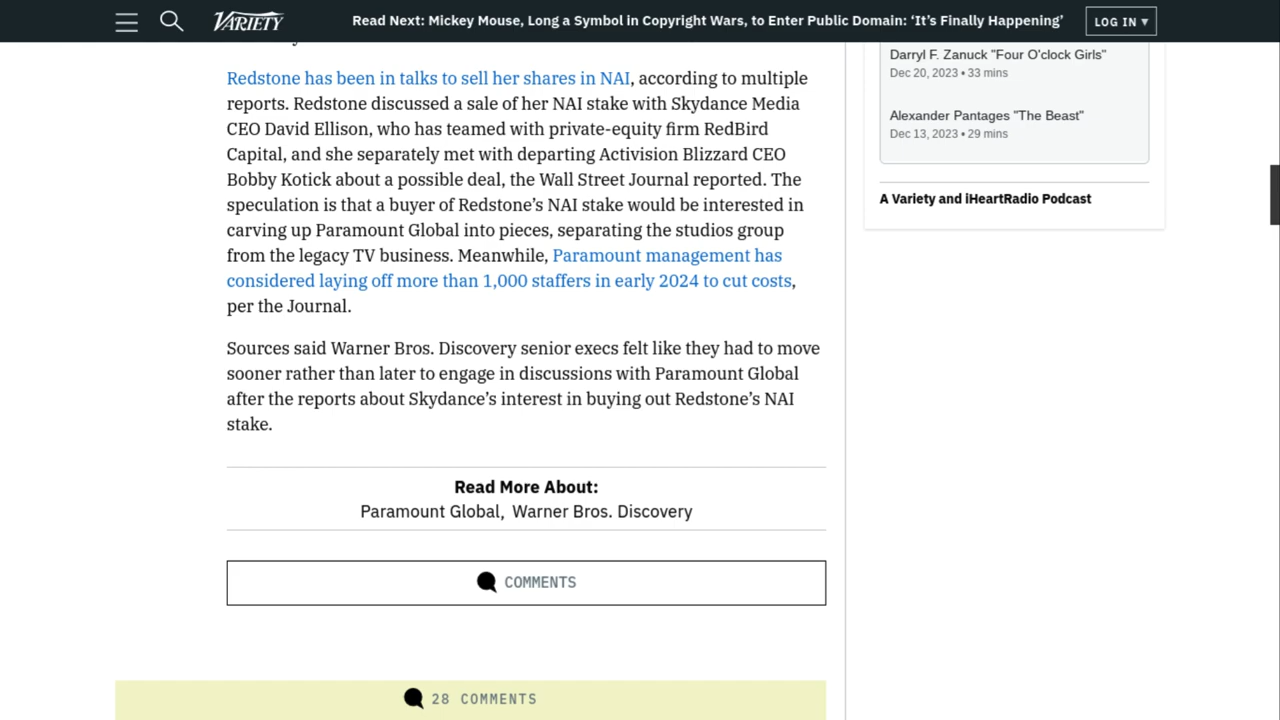 VARIETY
Read Next: Mickey Mouse, Long a Symbol in Copyright Wars, to Enter Public Domain: ‘It’s Finally Happening’
LOG IN ▾
Redstone has been in talks to sell her shares in NAI, according to multiple
reports. Redstone discussed a sale of her NAI stake with Skydance Media
CEO David Ellison, who has teamed with private-equity firm RedBird
Capital, and she separately met with departing Activision Blizzard CEO
Bobby Kotick about a possible deal, the Wall Street Journal reported. The
speculation is that a buyer of Redstone’s NAI stake would be interested in
carving up Paramount Global into pieces, separating the studios group
from the legacy TV business. Meanwhile, Paramount management has
considered laying off more than 1,000 staffers in early 2024 to cut costs,
per the Journal.
Sources said Warner Bros. Discovery senior execs felt like they had to move
sooner rather than later to engage in discussions with Paramount Global
after the reports about Skydance’s interest in buying out Redstone’s NAI
stake.
Read More About:
Paramount Global, Warner Bros. Discovery
COMMENTS
28 COMMENTS
Darryl F. Zanuck "Four O'clock Girls"
Dec 20, 2023 • 33 mins
Alexander Pantages "The Beast"
Dec 13, 2023 • 29 mins
A Variety and iHeartRadio Podcast